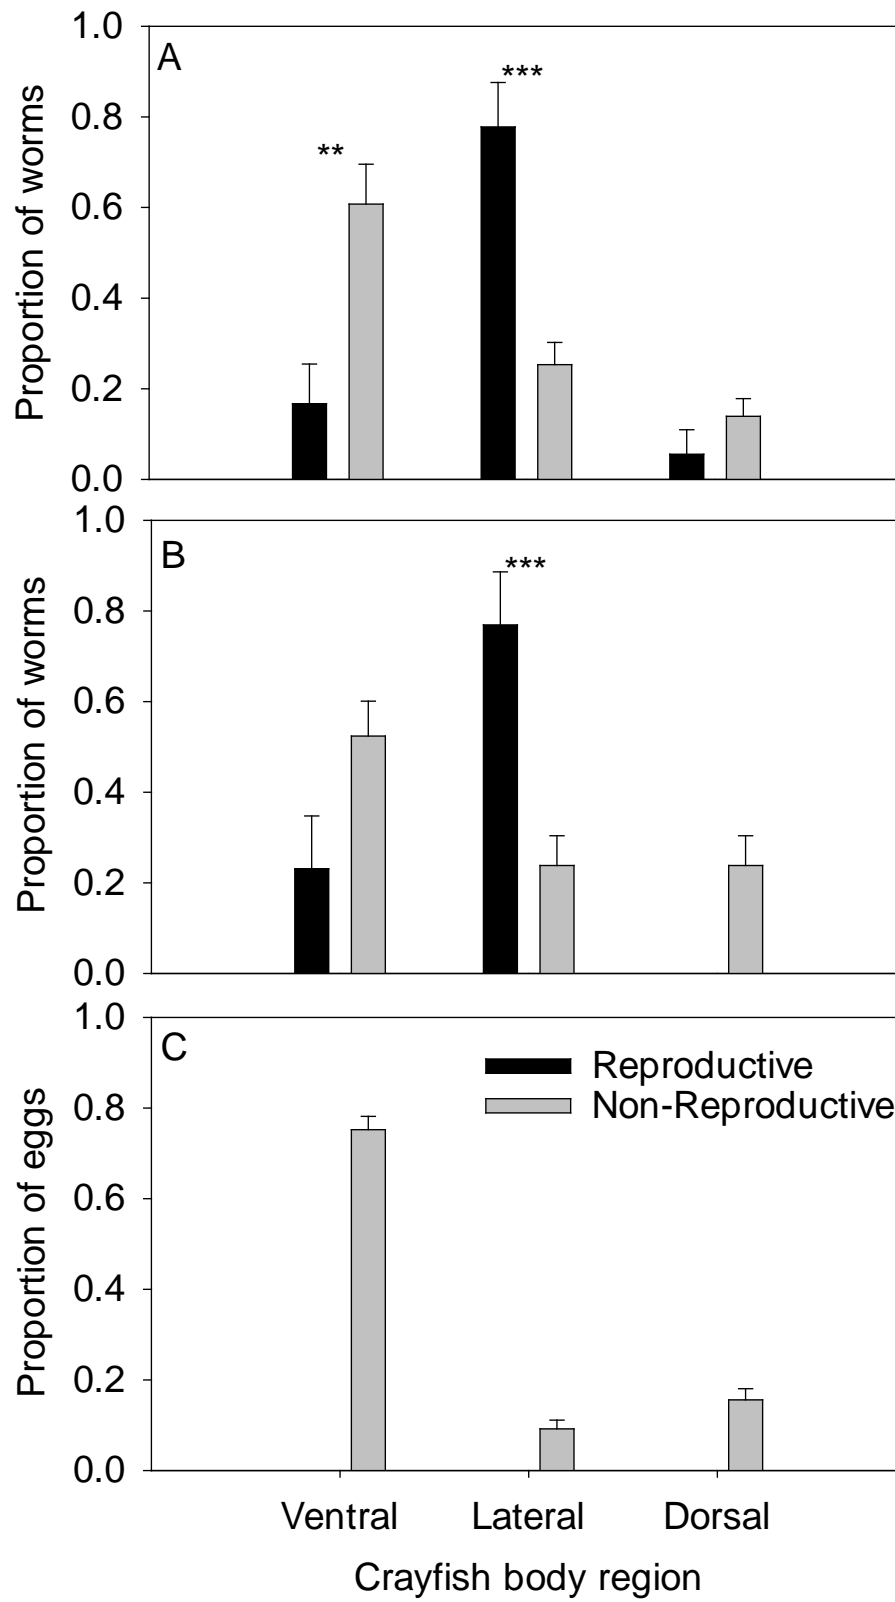 A
Proportion of worms
1.0
0.8
0.6
0.4
0.2
0.0
**
***
B
Proportion of worms
1.0
0.8
0.6
0.4
0.2
0.0
***
C
Proportion of eggs
1.0
0.8
0.6
0.4
0.2
0.0
Reproductive
Non-Reproductive
Ventral Lateral Dorsal
Crayfish body region